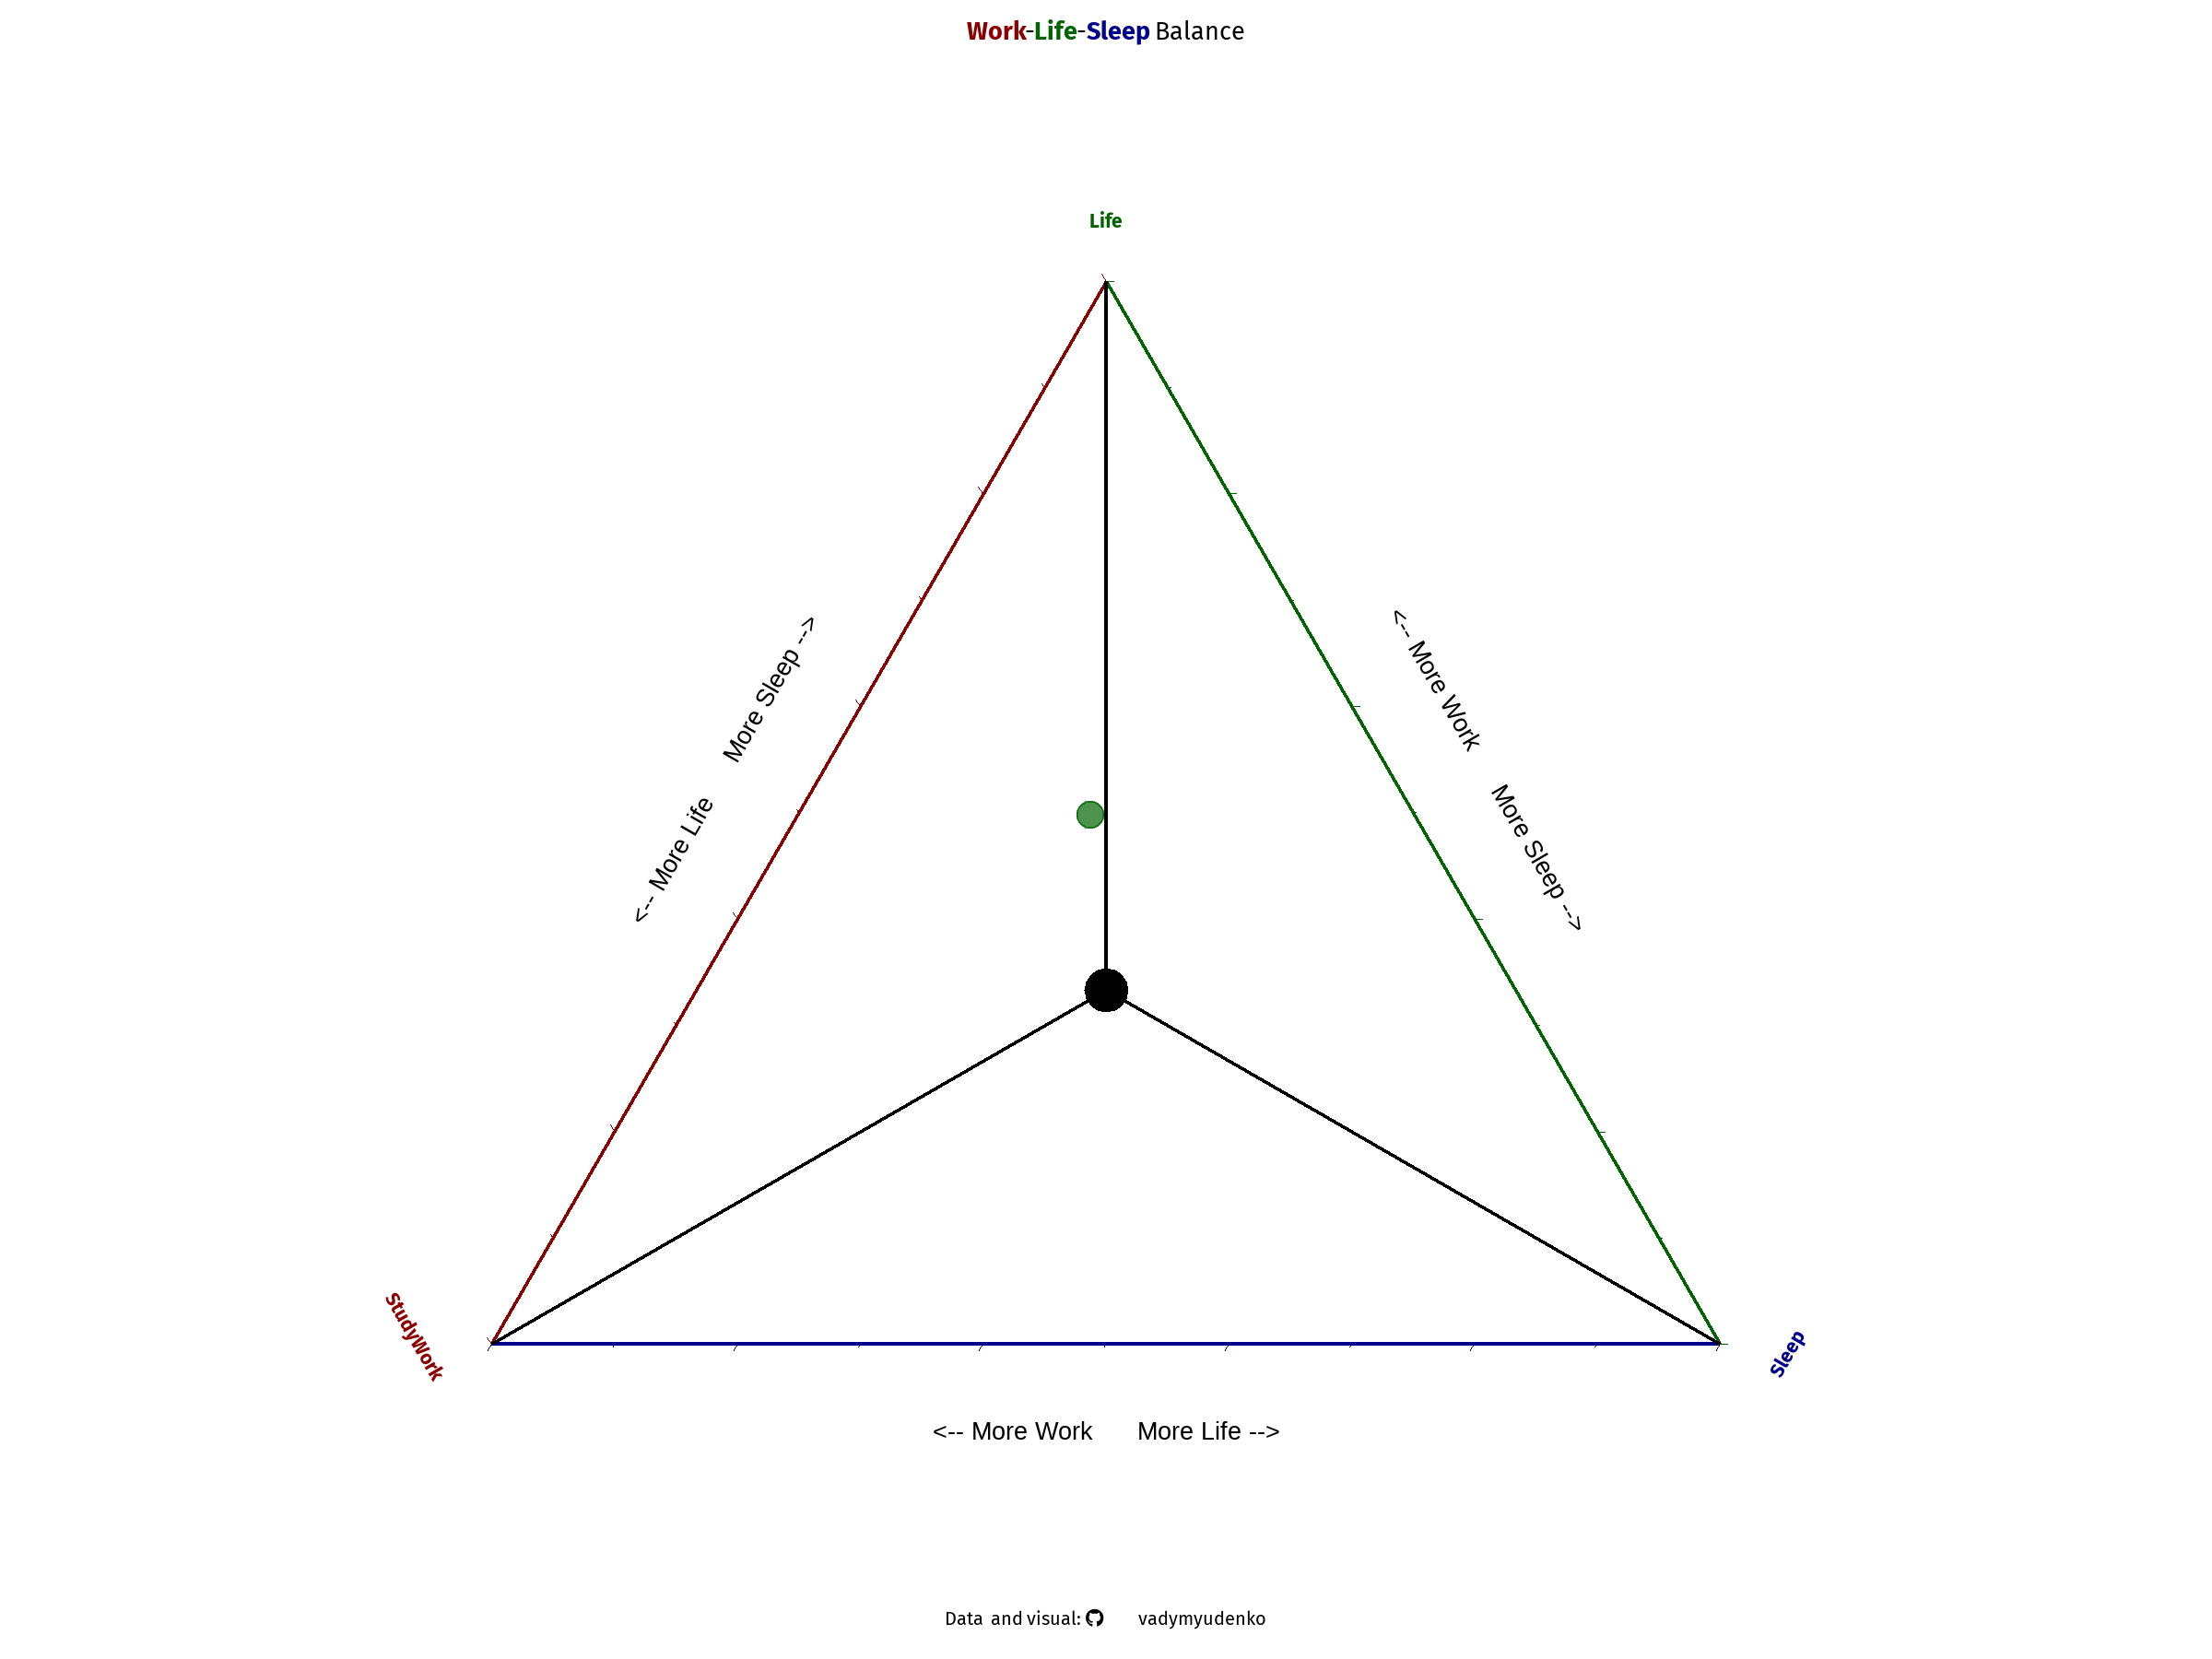 Work-Life-Sleep Balance
Life
<-- More Life More Sleep -->
<-- More Work More Sleep -->
StudyWork
Sleep
<-- More Work More Life -->
Data and visual: vadymyudenko